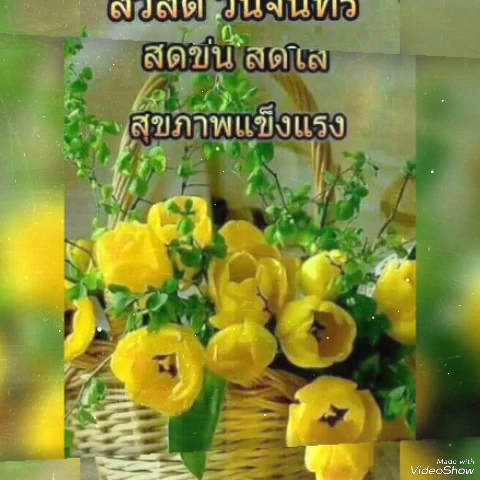 สวัสดี วันจันทร์
สดชื่น สดใส
สุขภาพแข็งแรง
Made with
VideoShow